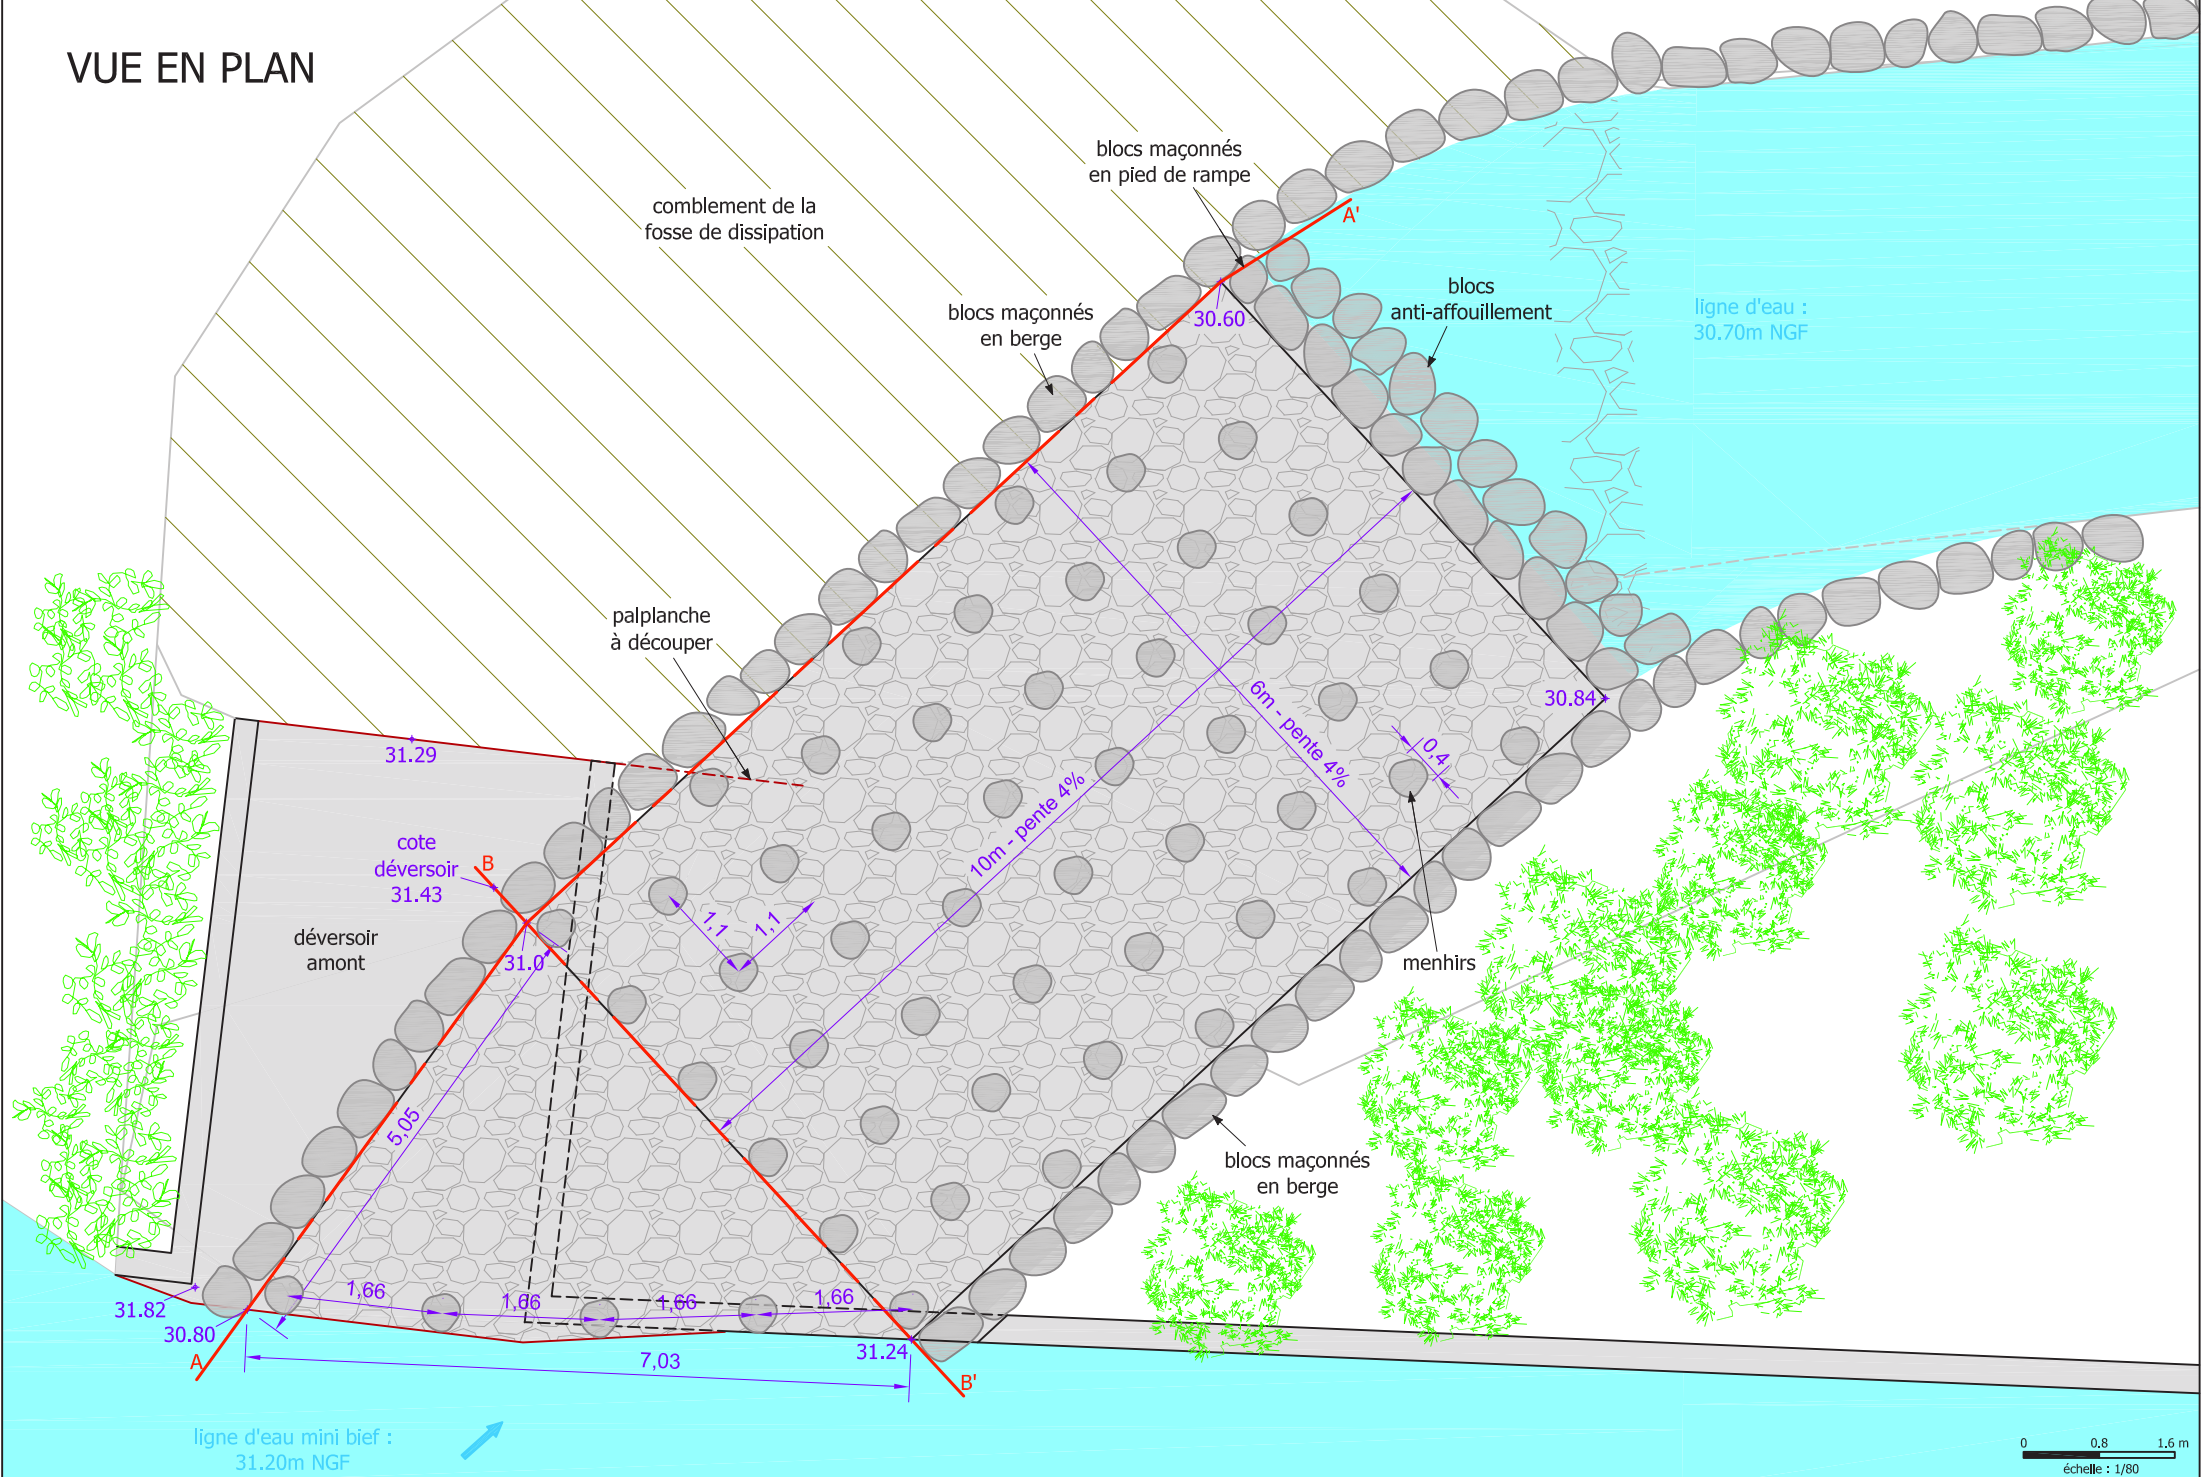 VUE EN PLAN
blocs maçonnés
en pied de rampe
A'
comblement de la
fosse de dissipation
blocs
anti-affouillement
ligne d'eau :
30.70m NGF
blocs maçonnés
en berge
30.60
palplanche
à découper
30.84
6m - pente 4%
0,4
31.29
10m - pente 4%
cote
déversoir
31.43
B
1,1
1,1
déversoir
amont
31.0
menhirs
5,05
blocs maçonnés
en berge
1,66
1,66
1,66
1,66
31.82
30.80
A
7,03
31.24
B'
ligne d'eau mini bief :
31.20m NGF
0
0.8
1.6 m
échelle : 1/80